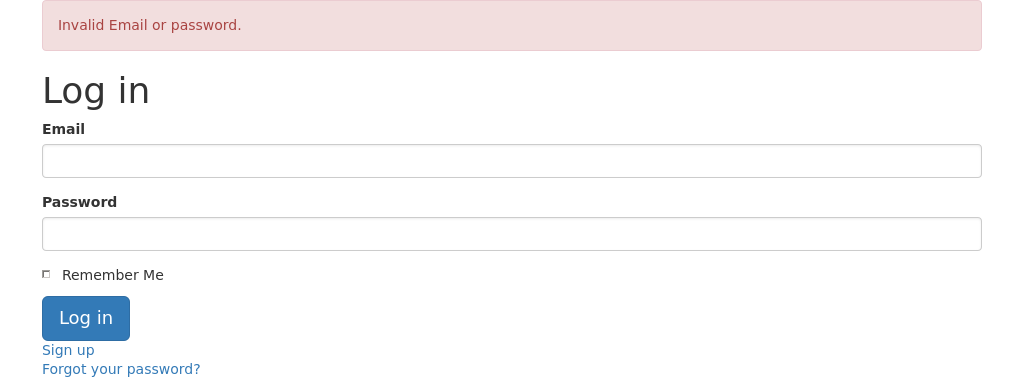 Invalid Email or password.
Log in
Email
Password
Remember Me
Log in
Sign up
Forgot your password?